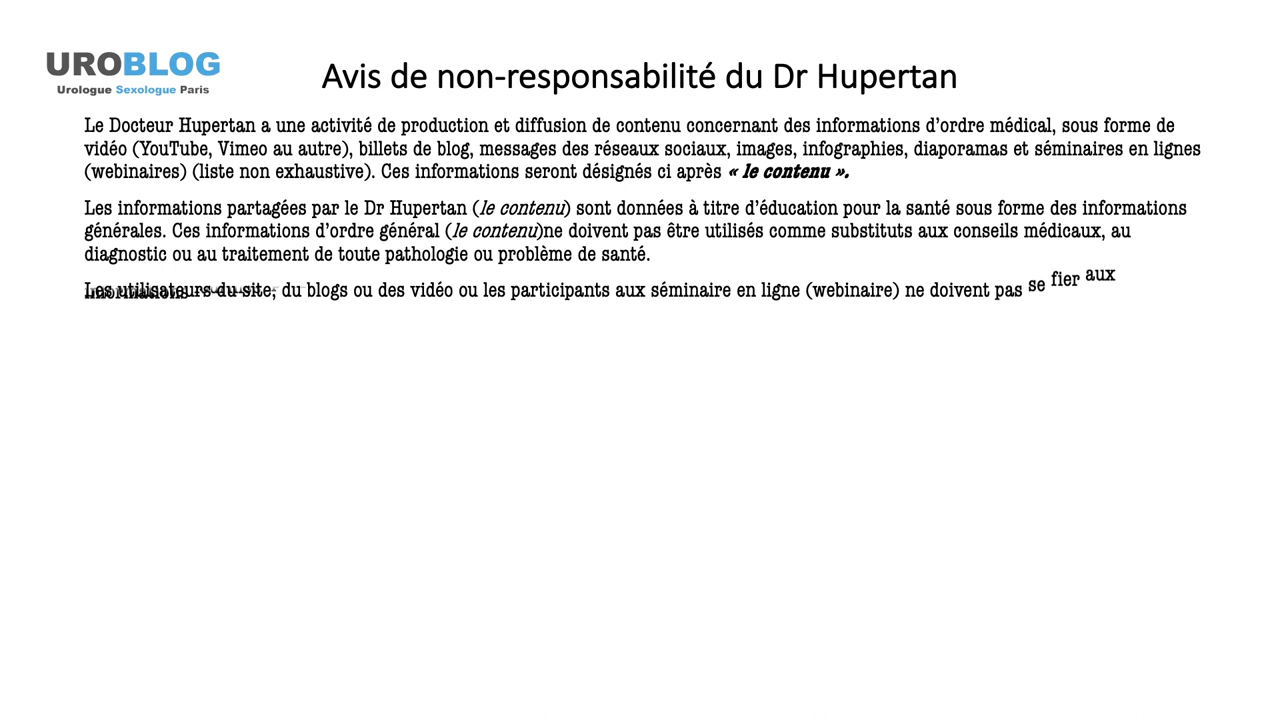 UROBLOG
Urologue Sexologue Paris
Avis de non-responsabilité du Dr Hupertan
Le Docteur Hupertan a une activité de production et diffusion de contenu concernant des informations d’ordre médical, sous forme de
vidéo (YouTube, Vimeo au autre), billets de blog, messages des réseaux sociaux, images, infographies, diaporamas et séminaires en lignes
(webinaires) (liste non exhaustive). Ces informations seront désignés ci après « le contenu ».
Les informations partagées par le Dr Hupertan (le contenu) sont données à titre d’éducation pour la santé sous forme des informations
générales. Ces informations d’ordre général (le contenu)ne doivent pas être utilisés comme substituts aux conseils médicaux, au
diagnostic ou au traitement de toute pathologie ou problème de santé.
Les utilisateurs du site, du blogs ou des vidéo ou les participants aux séminaire en ligne (webinaire) ne doivent pas se fier aux
informations